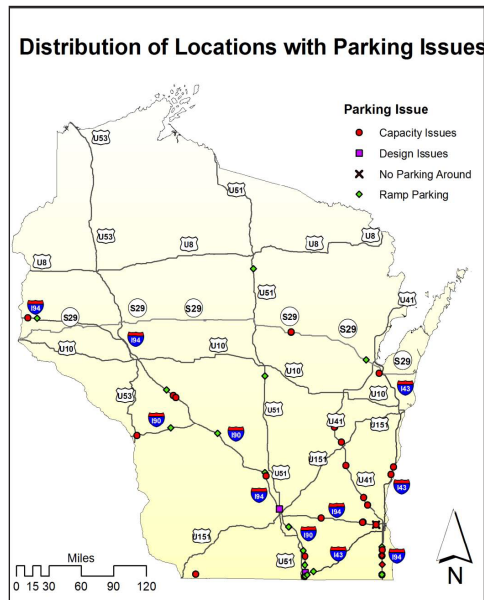 Distribution of Locations with Parking Issues
Parking Issue
Capacity Issues
Design Issues
No Parking Around
Ramp Parking
U53
U51
U53
U8
U8
U8
U8
U51
U41
I94
S29
S29
S29
S29
S29
I94
U10
U10
U10
S29
U10
I43
U53
I90
U51
U41
U151
I90
U151
U51
U41
I94
I43
I94
U151
I90
I43
U51
I94
Miles
0 15 30 60 90 120
N